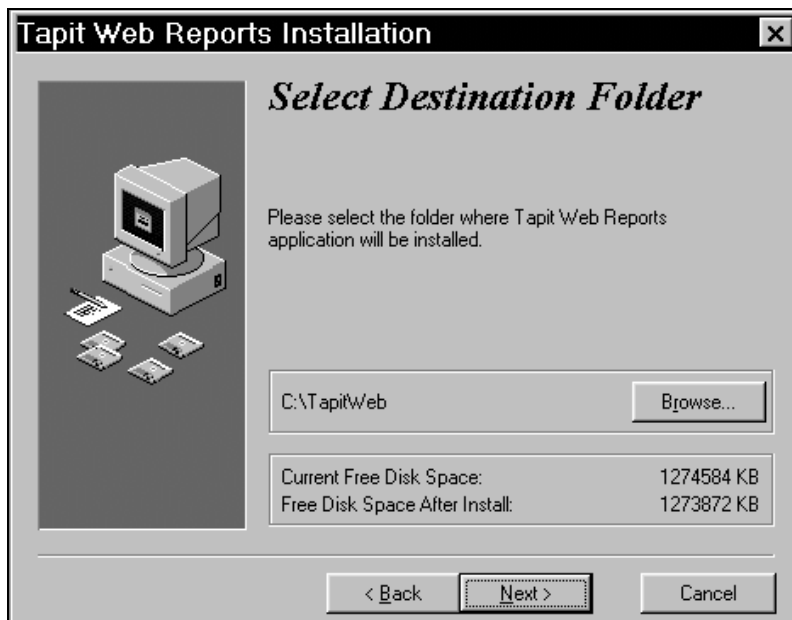 Tapit Web Reports Installation
Select Destination Folder
Please select the folder where Tapit Web Reports
application will be installed.
C:\TapitWeb
Browse...
Current Free Disk Space: 1274584 KB
Free Disk Space After Install: 1273872 KB
< Back Next > Cancel